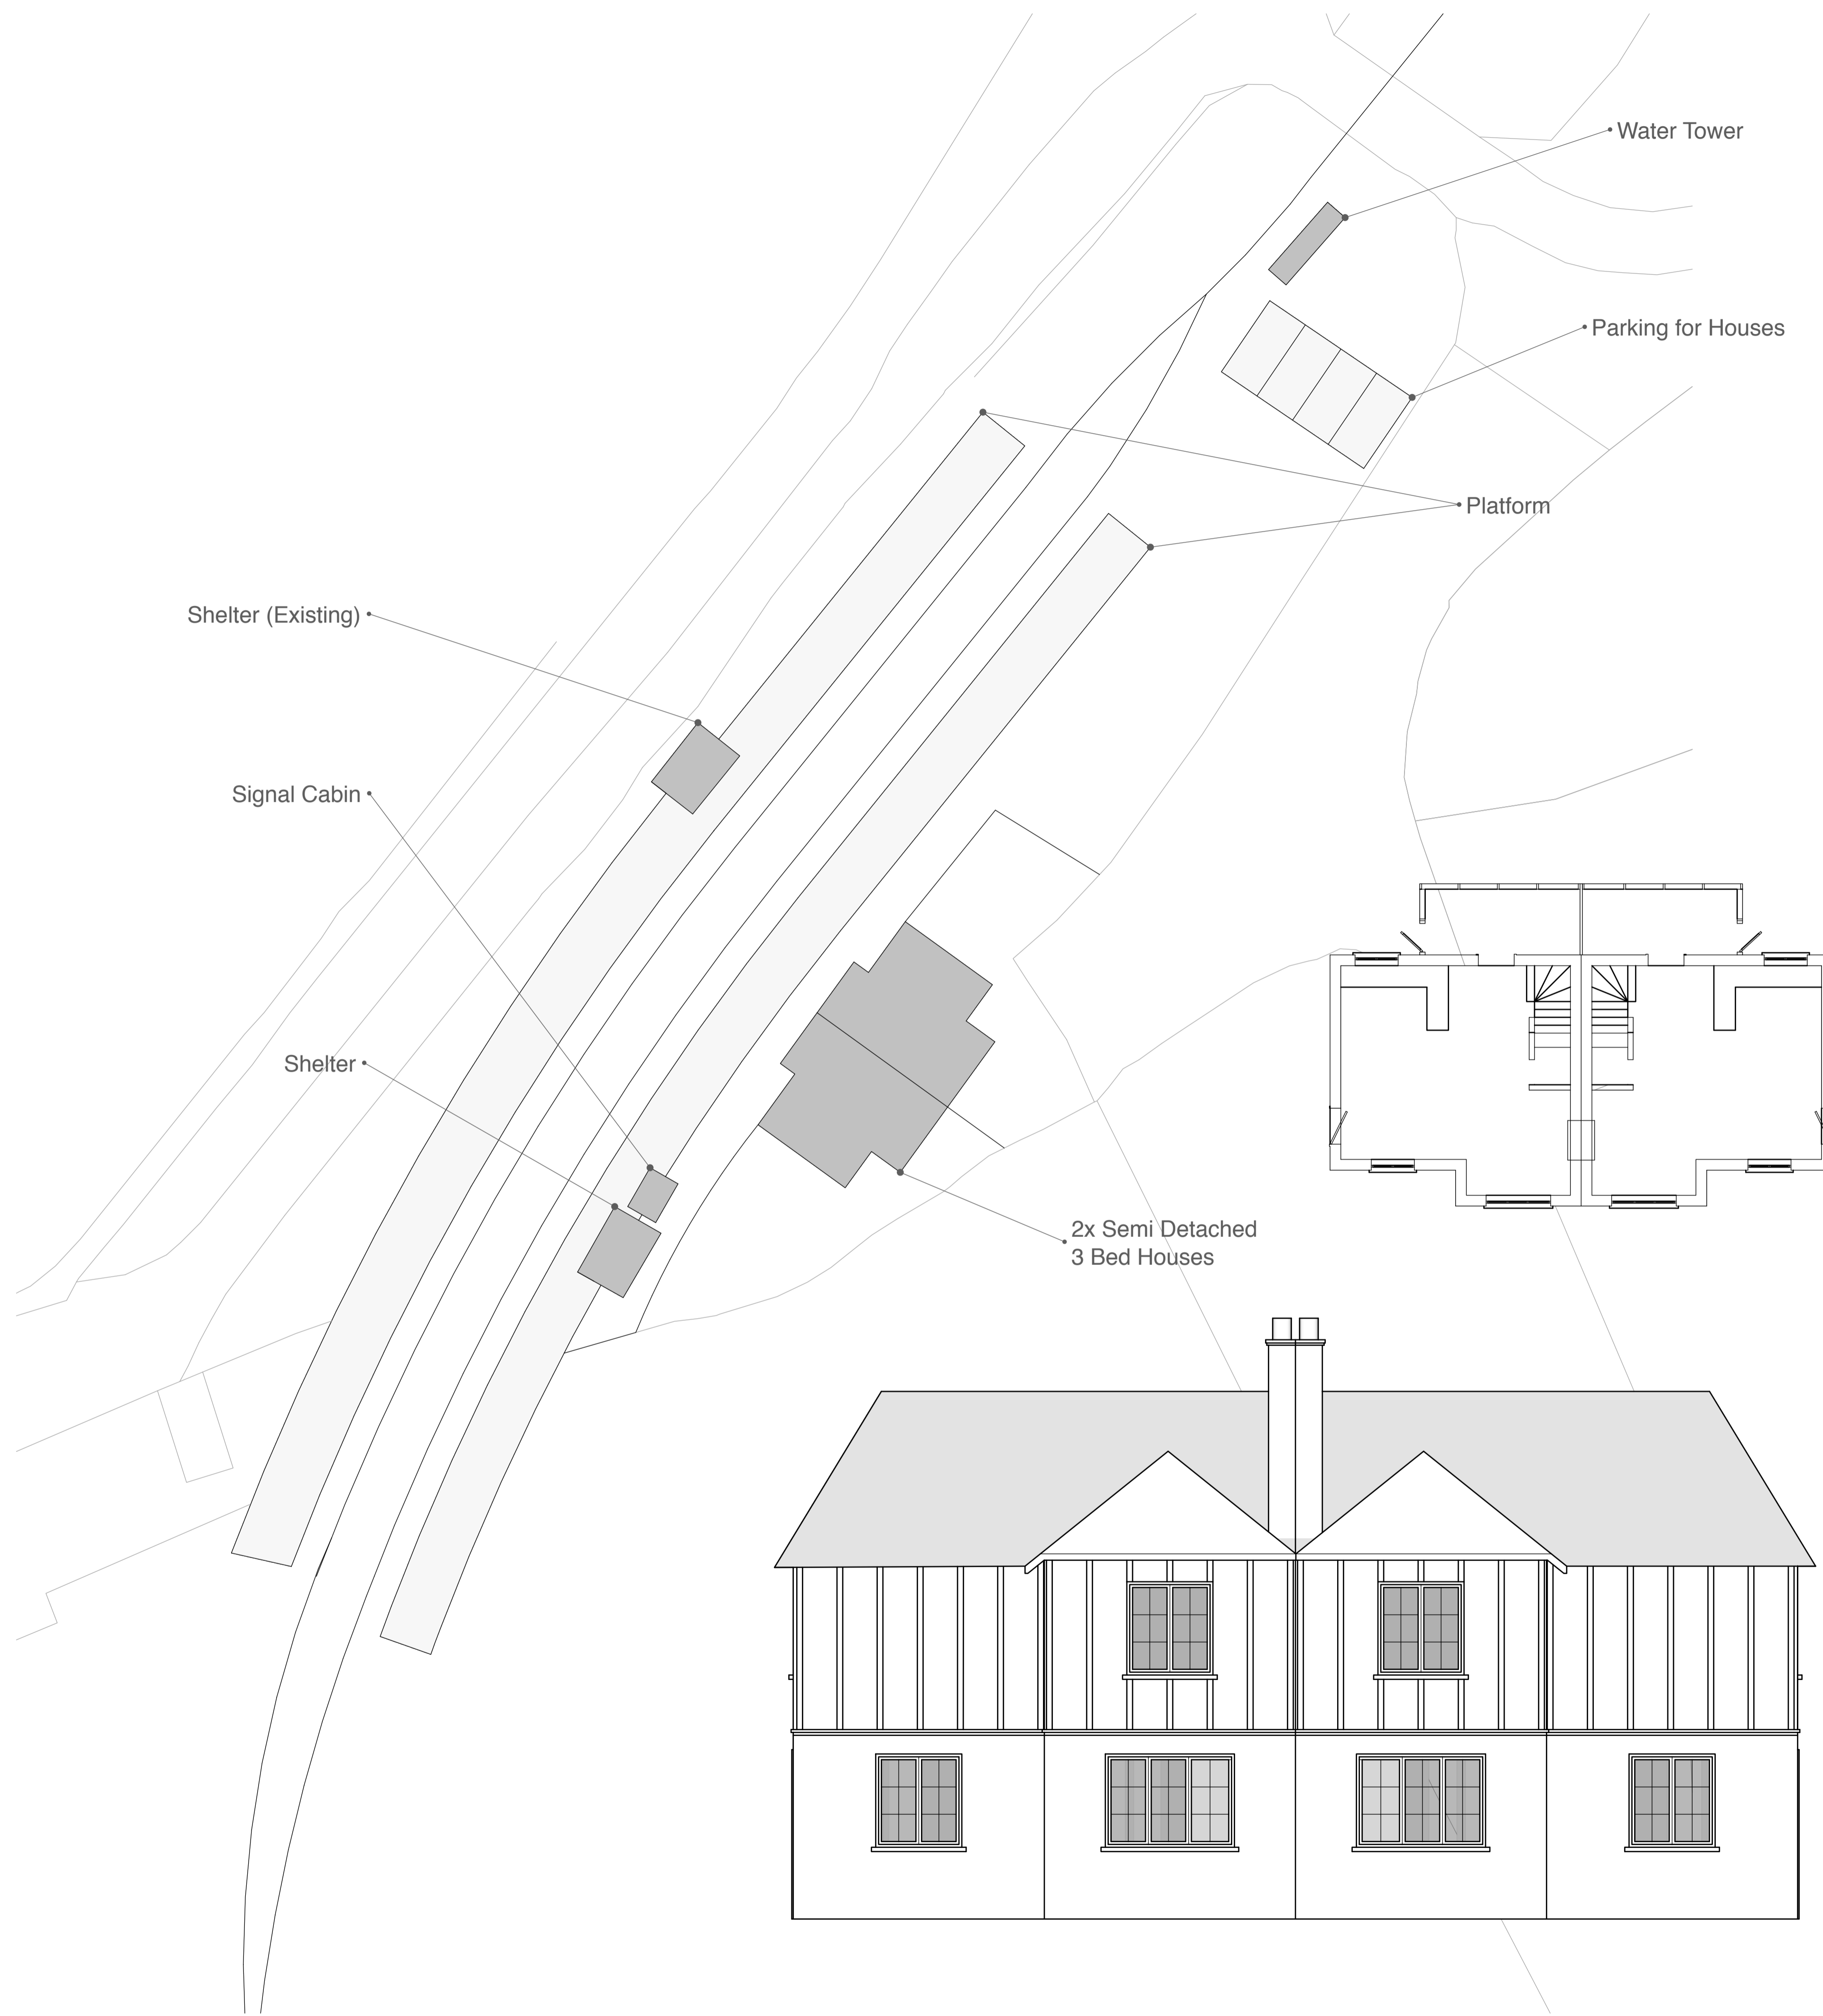 Water Tower
Parking for Houses
Platform
Shelter (Existing)
Signal Cabin
Shelter
2x Semi Detached
3 Bed Houses